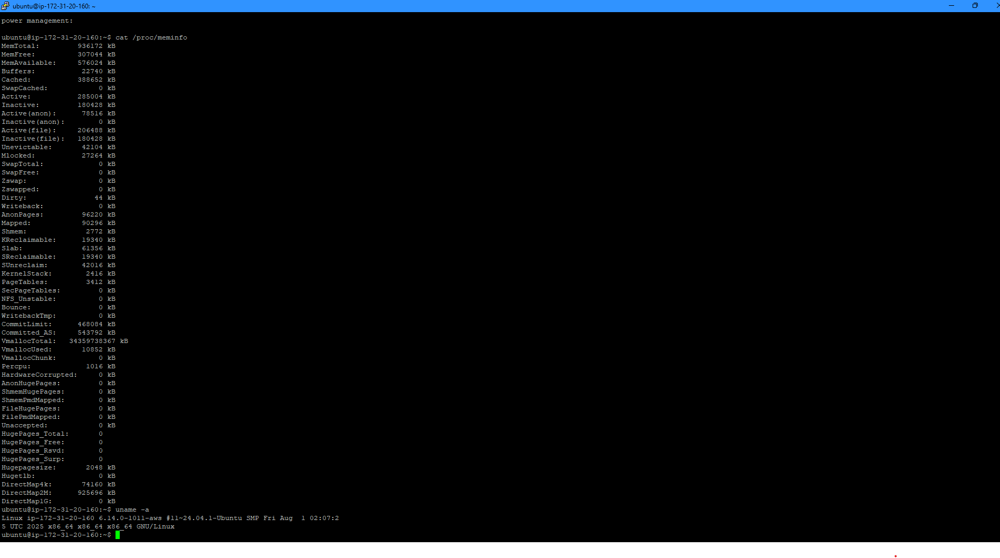 ubuntu@ip-172-31-20-160: ~
power management:
ubuntu@ip-172-31-20-160:~$ cat /proc/meminfo
MemTotal:         936172 kB
MemFree:          307044 kB
MemAvailable:     576024 kB
Buffers:           22740 kB
Cached:           388652 kB
SwapCached:            0 kB
Active:           285004 kB
Inactive:         180428 kB
Active(anon):      78516 kB
Inactive(anon):        0 kB
Active(file):     206488 kB
Inactive(file):   180428 kB
Unevictable:       42104 kB
Mlocked:           27264 kB
SwapTotal:             0 kB
SwapFree:              0 kB
Zswap:                 0 kB
Zswapped:              0 kB
Dirty:                44 kB
Writeback:             0 kB
AnonPages:         96220 kB
Mapped:            90296 kB
Shmem:              2772 kB
KReclaimable:      19340 kB
Slab:              61356 kB
SReclaimable:      19340 kB
SUnreclaim:        42016 kB
KernelStack:        2416 kB
PageTables:         3412 kB
SecPageTables:         0 kB
NFS_Unstable:          0 kB
Bounce:                0 kB
WritebackTmp:          0 kB
CommitLimit:      468084 kB
Committed_AS:     543792 kB
VmallocTotal:   34359738367 kB
VmallocUsed:       10852 kB
VmallocChunk:          0 kB
Percpu:             1016 kB
HardwareCorrupted:     0 kB
AnonHugePages:         0 kB
ShmemHugePages:        0 kB
ShmemPmdMapped:        0 kB
FileHugePages:         0 kB
FilePmdMapped:         0 kB
Unaccepted:            0 kB
HugePages_Total:       0
HugePages_Free:        0
HugePages_Rsvd:        0
HugePages_Surp:        0
Hugepagesize:       2048 kB
Hugetlb:               0 kB
DirectMap4k:       74160 kB
DirectMap2M:      925696 kB
DirectMap1G:           0 kB
ubuntu@ip-172-31-20-160:~$ uname -a
Linux ip-172-31-20-160 6.14.0-1011-aws #11~24.04.1-Ubuntu SMP Fri Aug  1 02:07:2
5 UTC 2025 x86_64 x86_64 x86_64 GNU/Linux
ubuntu@ip-172-31-20-160:~$